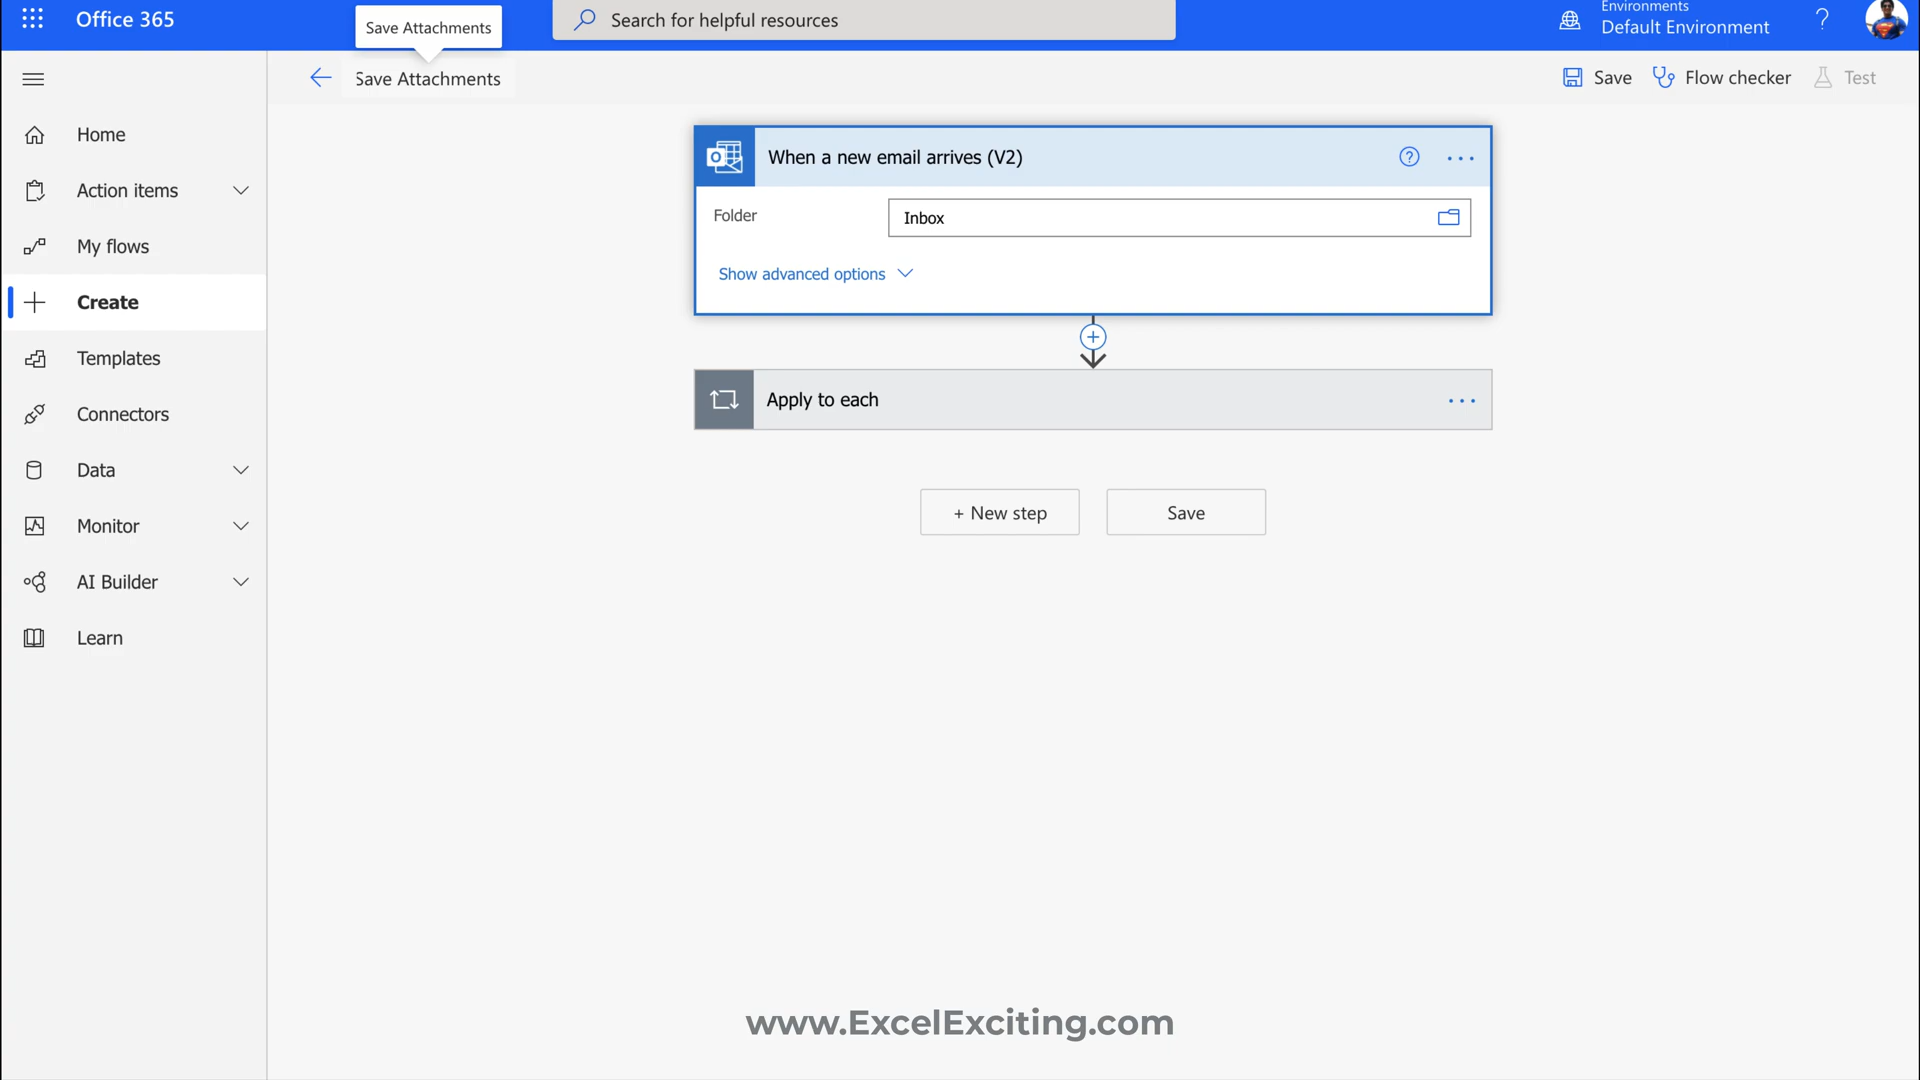 Office 365
Save Attachments
Search for helpful resources
Environments
Default Environment
?
Save Attachments
Save
Flow checker
Test
Home
Action items
My flows
Create
Templates
Connectors
Data
Monitor
AI Builder
Learn
When a new email arrives (V2)
Folder
Inbox
Show advanced options
Apply to each
+ New step
Save
www.ExcelExciting.com